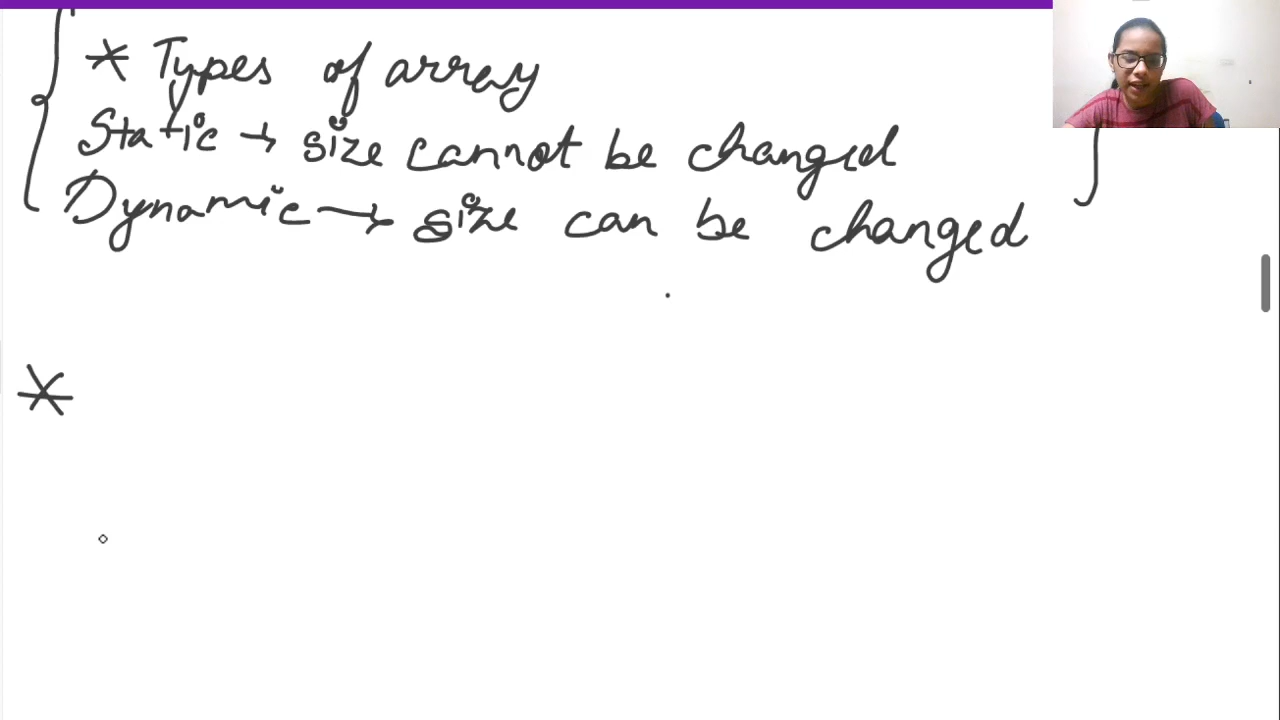 * Types of array
Static → size cannot be changed
Dynamic → size can be changed
*